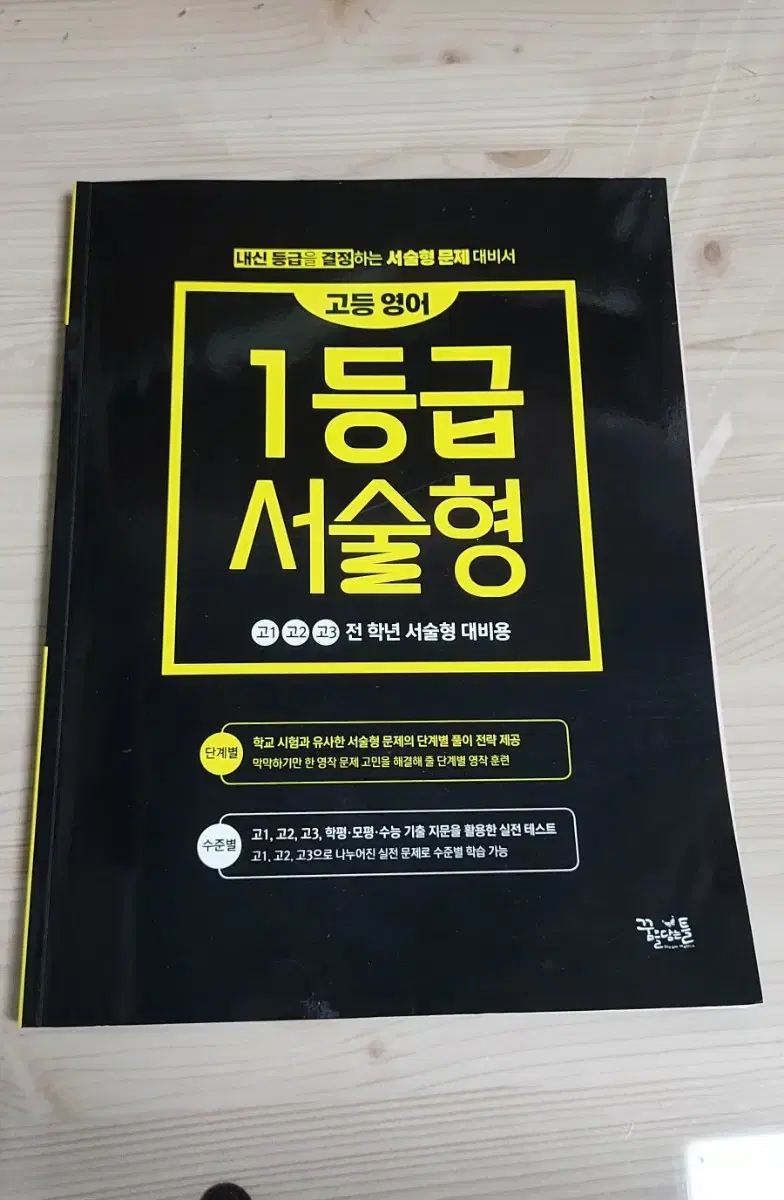 내신 등급을 결정하는 서술형 문제 대비서
고등 영어
1등급
서술형
고1 고2 고3 전 학년 서술형 대비용
단계별
학교 시험과 유사한 서술형 문제의 단계별 풀이 전략 제공
막막하기만 한 영작 문제 고민을 해결해 줄 단계별 영작 훈련
수준별
고1, 고2, 고3, 학평·모평·수능 기출 지문을 활용한 실전 테스트
고1, 고2, 고3으로 나누어진 실전 문제로 수준별 학습 가능
꿈을담는틀